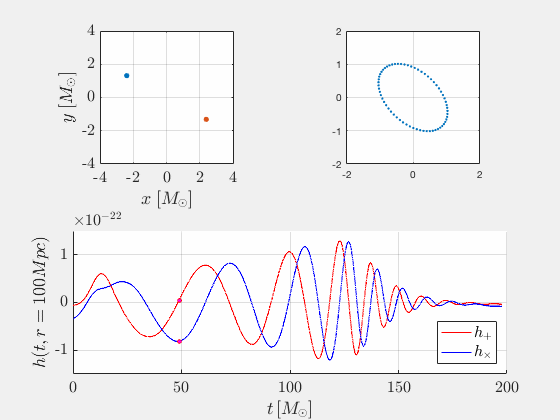 4
2
0
-2
-4
-4 -2 0 2 4
y [M⊙]
x [M⊙]
2
1
0
-1
-2
-2 0 2
×10⁻²²
1
0
-1
0 50 100 150 200
h(t, r = 100Mpc)
t [M⊙]
h₊
h×